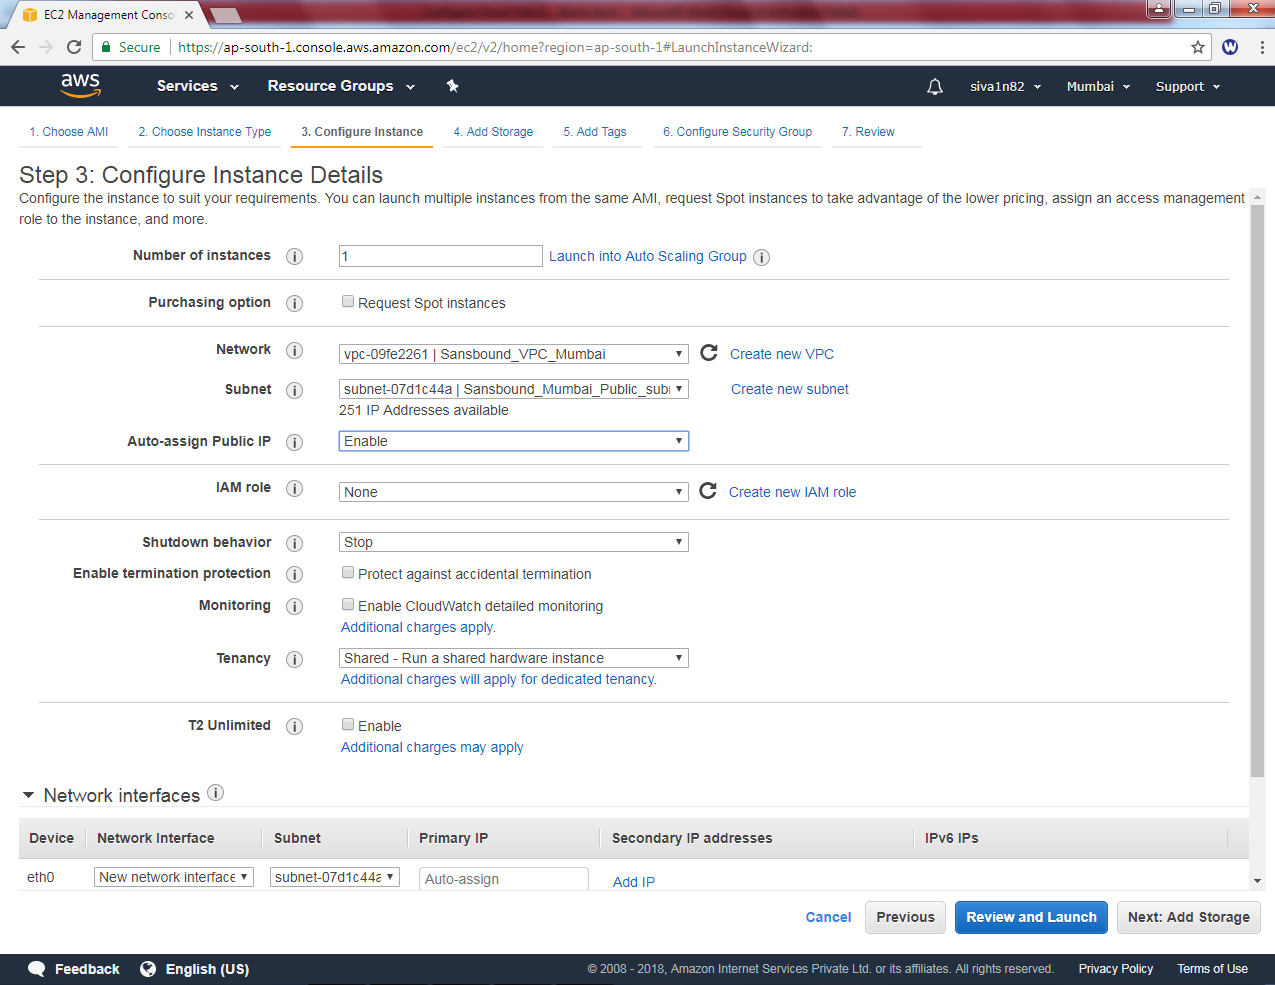 EC2 Management Conso
Secure https://ap-south-1.console.aws.amazon.com/ec2/v2/home?region=ap-south-1#LaunchInstanceWizard:
W
aws Services Resource Groups siva1n82 Mumbai Support
1. Choose AMI 2. Choose Instance Type 3. Configure Instance 4. Add Storage 5. Add Tags 6. Configure Security Group 7. Review
Step 3: Configure Instance Details
Configure the instance to suit your requirements. You can launch multiple instances from the same AMI, request Spot instances to take advantage of the lower pricing, assign an access management
role to the instance, and more.
Number of instances 1 Launch into Auto Scaling Group
Purchasing option Request Spot instances
Network vpc-09fe2261 | Sansbound_VPC_Mumbai Create new VPC
Subnet subnet-07d1c44a | Sansbound_Mumbai_Public_sub Create new subnet
251 IP Addresses available
Auto-assign Public IP Enable
IAM role None Create new IAM role
Shutdown behavior Stop
Enable termination protection Protect against accidental termination
Monitoring Enable CloudWatch detailed monitoring
Additional charges apply.
Tenancy Shared - Run a shared hardware instance
Additional charges will apply for dedicated tenancy.
T2 Unlimited Enable
Additional charges may apply
Network interfaces
Device Network Interface Subnet Primary IP Secondary IP addresses IPv6 IPs
eth0 New network interface subnet-07d1c44a Auto-assign Add IP
Cancel Previous Review and Launch Next: Add Storage
Feedback English (US) © 2008 - 2018, Amazon Internet Services Private Ltd. or its affiliates. All rights reserved. Privacy Policy Terms of Use